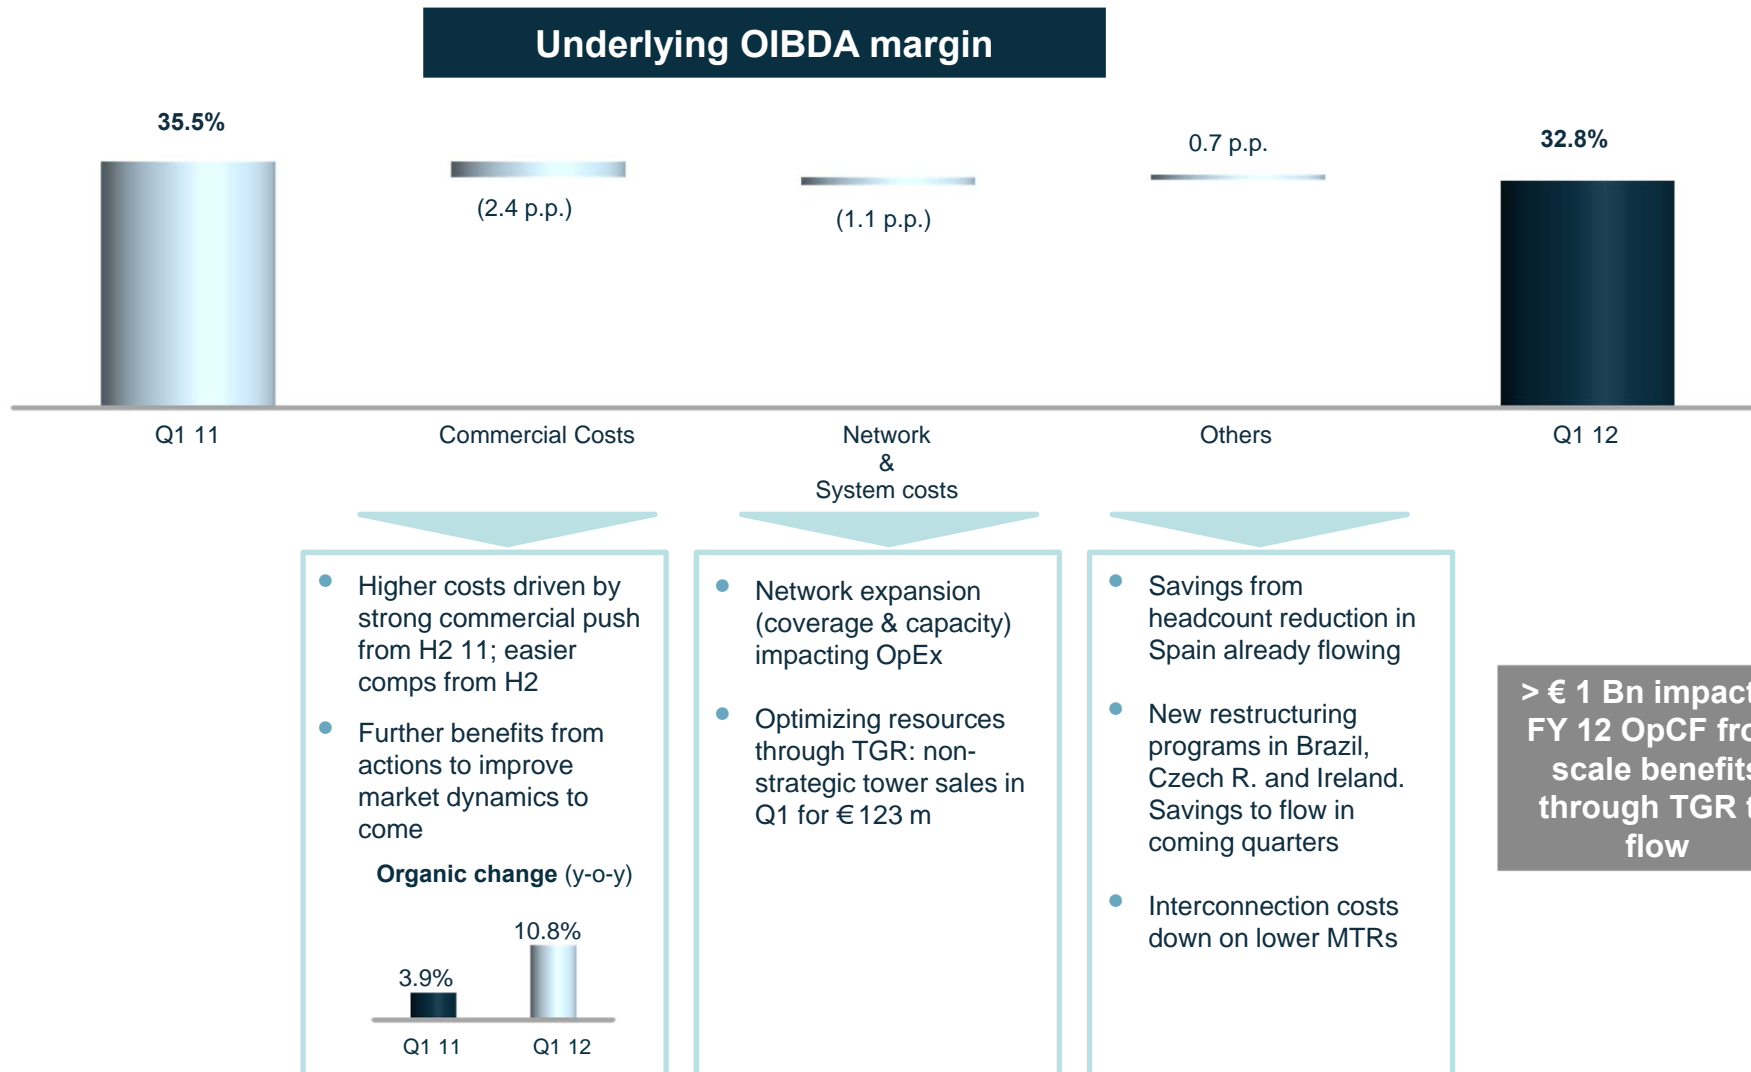 Underlying OIBDA margin
35.5%
(2.4 p.p.)
(1.1 p.p.)
0.7 p.p.
32.8%
Q1 11
Commercial Costs
Network
&
System costs
Others
Q1 12
• Higher costs driven by
strong commercial push
from H2 11; easier
comps from H2
• Further benefits from
actions to improve
market dynamics to
come
Organic change (y-o-y)
3.9%
10.8%
Q1 11
Q1 12
• Network expansion
(coverage & capacity)
impacting OpEx
• Optimizing resources
through TGR: non-
strategic tower sales in
Q1 for € 123 m
• Savings from
headcount reduction in
Spain already flowing
• New restructuring
programs in Brazil,
Czech R. and Ireland.
Savings to flow in
coming quarters
• Interconnection costs
down on lower MTRs
> € 1 Bn impact
FY 12 OpCF
scale benefits
through TGR
flow